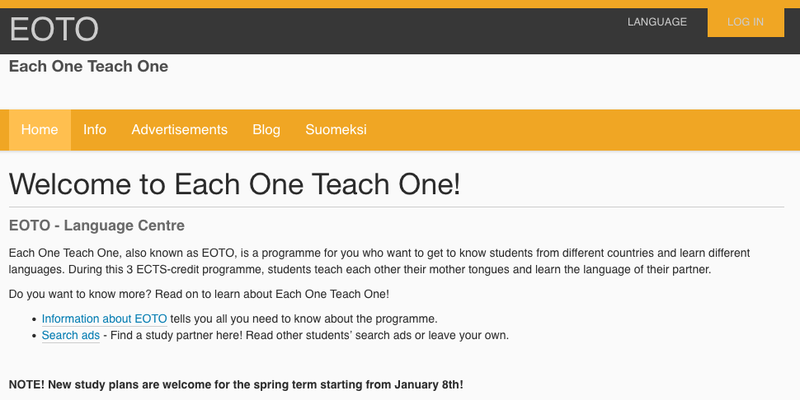 EOTO
LANGUAGE
LOG IN
Each One Teach One
Home
Info
Advertisements
Blog
Suomeksi
Welcome to Each One Teach One!
EOTO - Language Centre
Each One Teach One, also known as EOTO, is a programme for you who want to get to know students from different countries and learn different
languages. During this 3 ECTS-credit programme, students teach each other their mother tongues and learn the language of their partner.
Do you want to know more? Read on to learn about Each One Teach One!
• Information about EOTO tells you all you need to know about the programme.
• Search ads - Find a study partner here! Read other students' search ads or leave your own.
NOTE! New study plans are welcome for the spring term starting from January 8th!